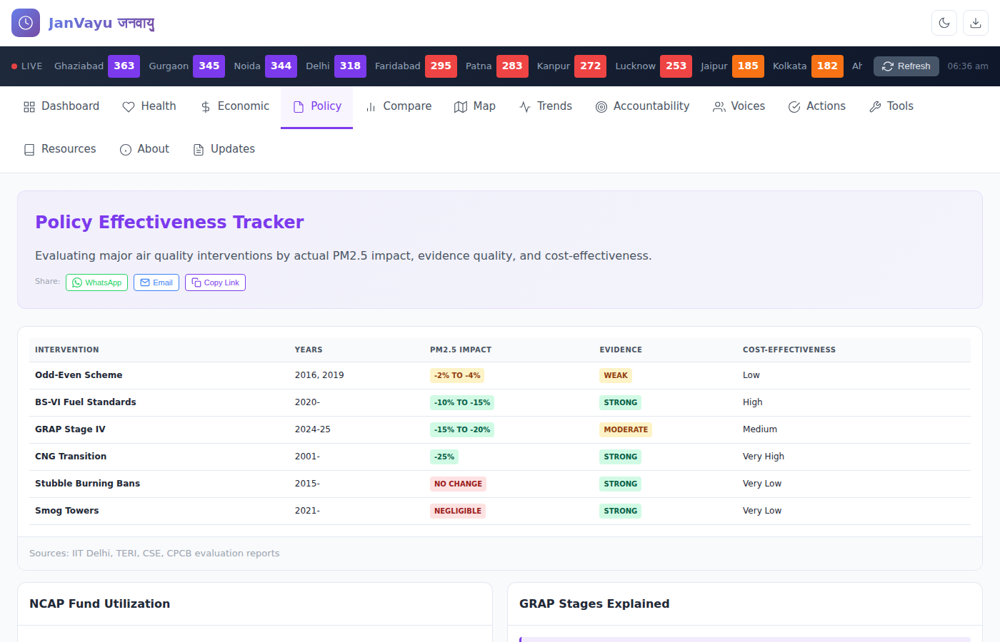 JanVayu जनवायु
LIVE Ghaziabad 363 Gurgaon 345 Noida 344 Delhi 318 Faridabad 295 Patna 283 Kanpur 272 Lucknow 253 Jaipur 185 Kolkata 182 Refresh 06:36 am
Dashboard Health Economic Policy Compare Map Trends Accountability Voices Actions Tools
Resources About Updates
Policy Effectiveness Tracker
Evaluating major air quality interventions by actual PM2.5 impact, evidence quality, and cost-effectiveness.
Share: WhatsApp Email Copy Link
INTERVENTION YEARS PM2.5 IMPACT EVIDENCE COST-EFFECTIVENESS
Odd-Even Scheme 2016, 2019 -2% TO -4% WEAK Low
BS-VI Fuel Standards 2020- -10% TO -15% STRONG High
GRAP Stage IV 2024-25 -15% TO -20% MODERATE Medium
CNG Transition 2001- -25% STRONG Very High
Stubble Burning Bans 2015- NO CHANGE STRONG Very Low
Smog Towers 2021- NEGLIGIBLE STRONG Very Low
Sources: IIT Delhi, TERI, CSE, CPCB evaluation reports
NCAP Fund Utilization
GRAP Stages Explained